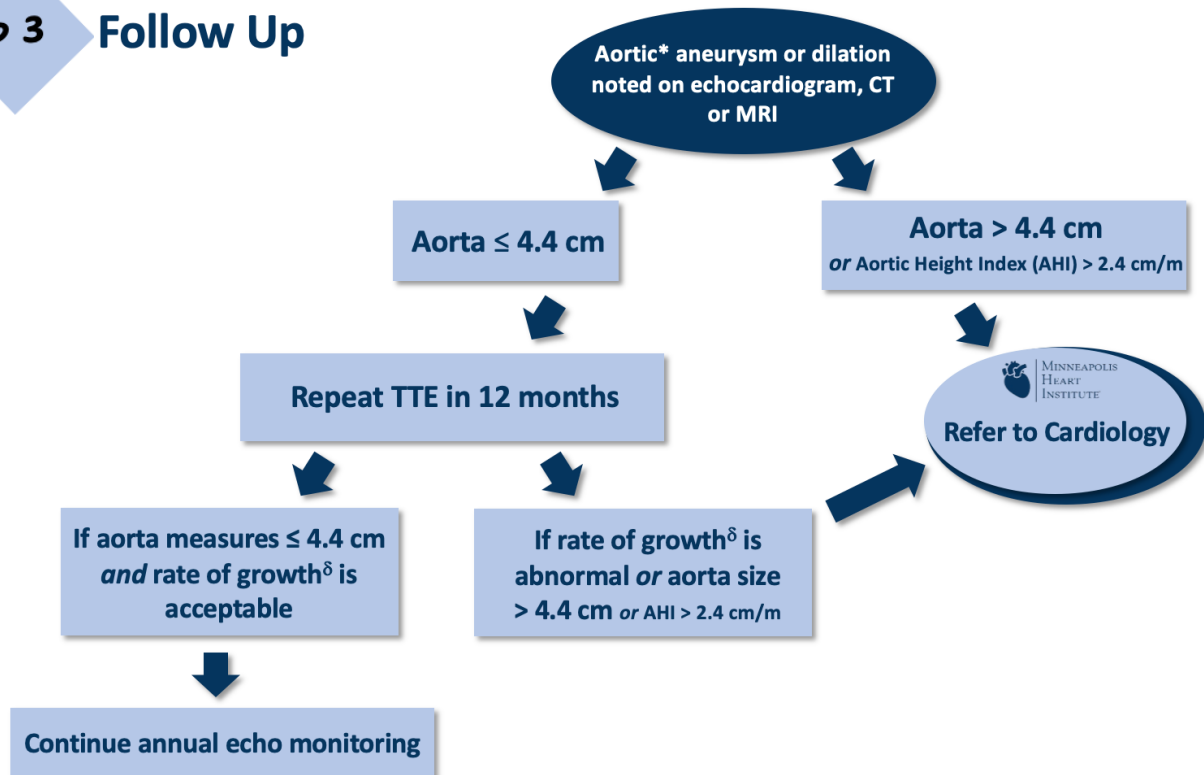 3
Follow Up
Aortic* aneurysm or dilation
noted on echocardiogram, CT
or MRI
Aorta ≤ 4.4 cm
Aorta > 4.4 cm
or Aortic Height Index (AHI) > 2.4 cm/m
Repeat TTE in 12 months
MINNEAPOLIS
HEART
INSTITUTE
Refer to Cardiology
If aorta measures ≤ 4.4 cm
and rate of growthδ is
acceptable
If rate of growthδ is
abnormal or aorta size
> 4.4 cm or AHI > 2.4 cm/m
Continue annual echo monitoring